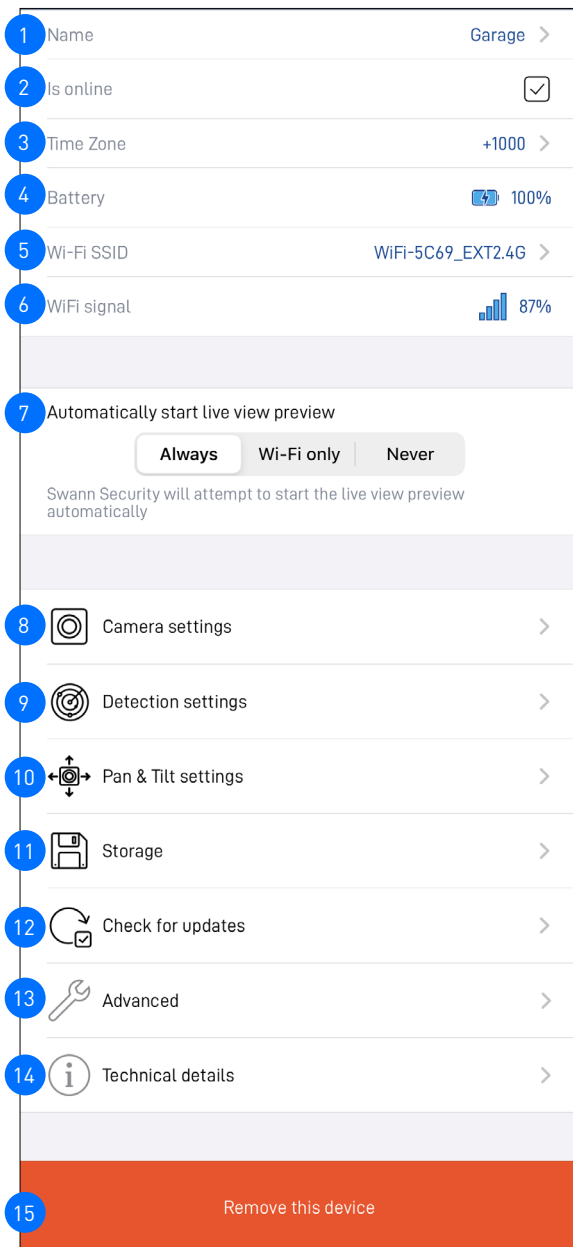 1 Name Garage
2 Is online
3 Time Zone +1000
4 Battery 100%
5 Wi-Fi SSID WiFi-5C69_EXT2.4G
6 WiFi signal 87%
7 Automatically start live view preview
Always Wi-Fi only Never
Swann Security will attempt to start the live view preview
automatically
8 Camera settings
9 Detection settings
10 Pan & Tilt settings
11 Storage
12 Check for updates
13 Advanced
14 Technical details
15 Remove this device